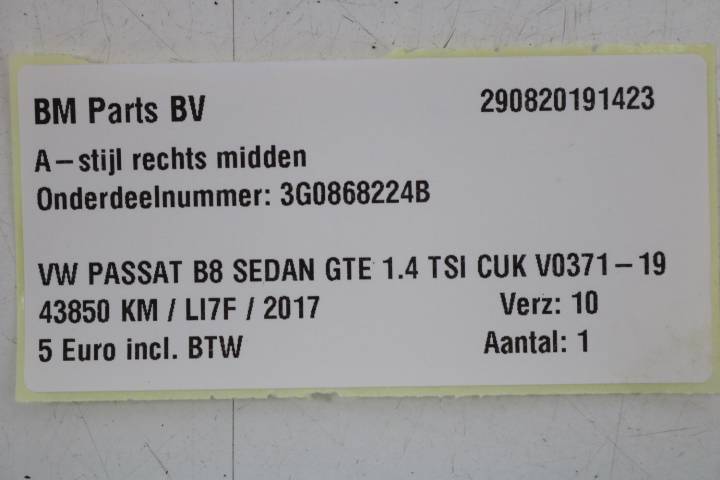 BM Parts BV 290820191423
A-stijl rechts midden
Onderdeelnummer: 3G0868224B
VW PASSAT B8 SEDAN GTE 1.4 TSI CUK V0371-19
43850 KM / LI7F / 2017 Verz: 10
5 Euro incl. BTW Aantal: 1